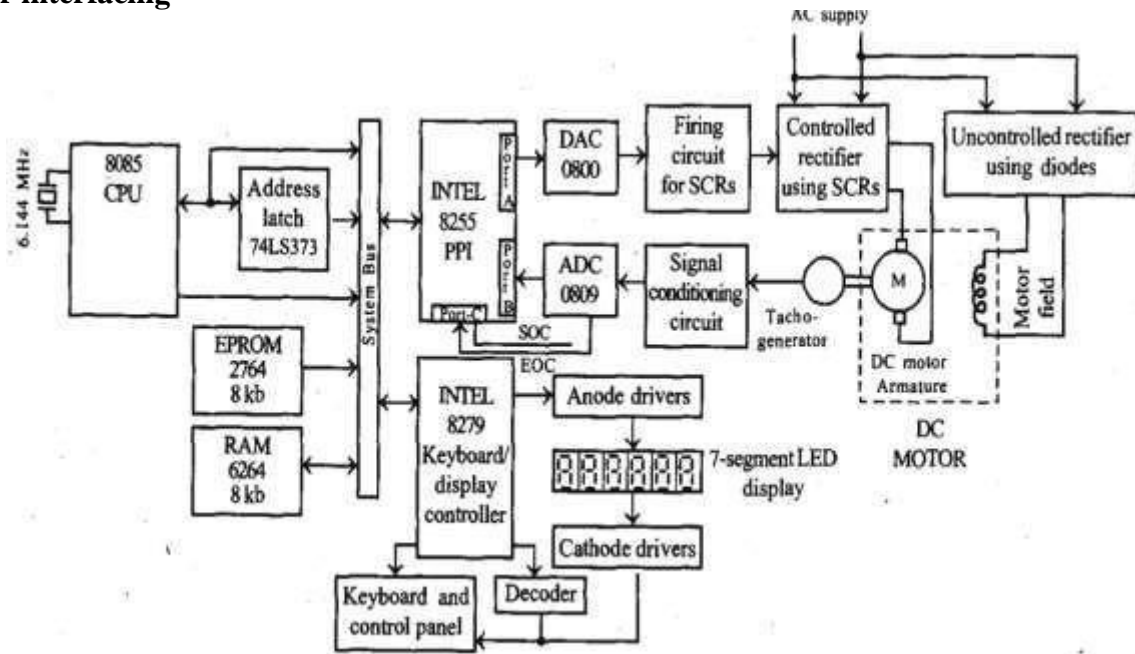 AC supply
6.144 MHz
8085
CPU
Address
latch
74LS373
System Bus
EPROM
2764
8 kb
RAM
6264
8 kb
INTEL
8255
PPI
Port A
Port B
Port-C
DAC
0800
ADC
0809
SOC
EOC
Firing
circuit
for SCRs
Signal
conditioning
circuit
Controlled
rectifier
using SCRs
Uncontrolled rectifier
using diodes
Tacho-
generator
M
DC motor
Armature
Motor
field
DC
MOTOR
INTEL
8279
Keyboard/
display
controller
Anode drivers
7-segment LED
display
Cathode drivers
Keyboard and
control panel
Decoder